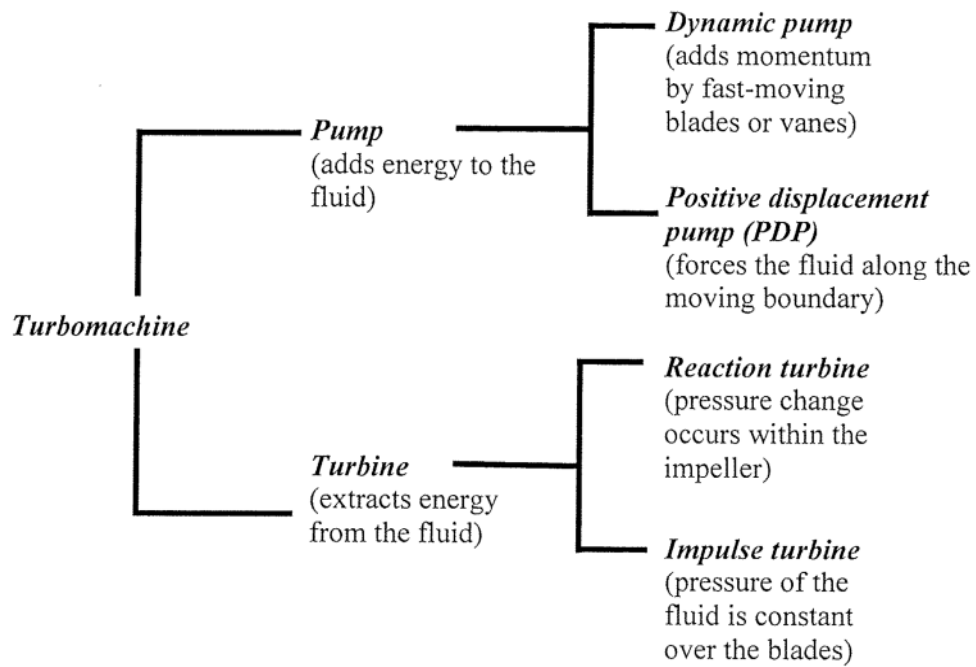 Dynamic pump
(adds momentum
by fast-moving
blades or vanes)
Pump
(adds energy to the
fluid)
Positive displacement
pump (PDP)
(forces the fluid along the
moving boundary)
Turbomachine
Reaction turbine
(pressure change
occurs within the
impeller)
Turbine
(extracts energy
from the fluid)
Impulse turbine
(pressure of the
fluid is constant
over the blades)